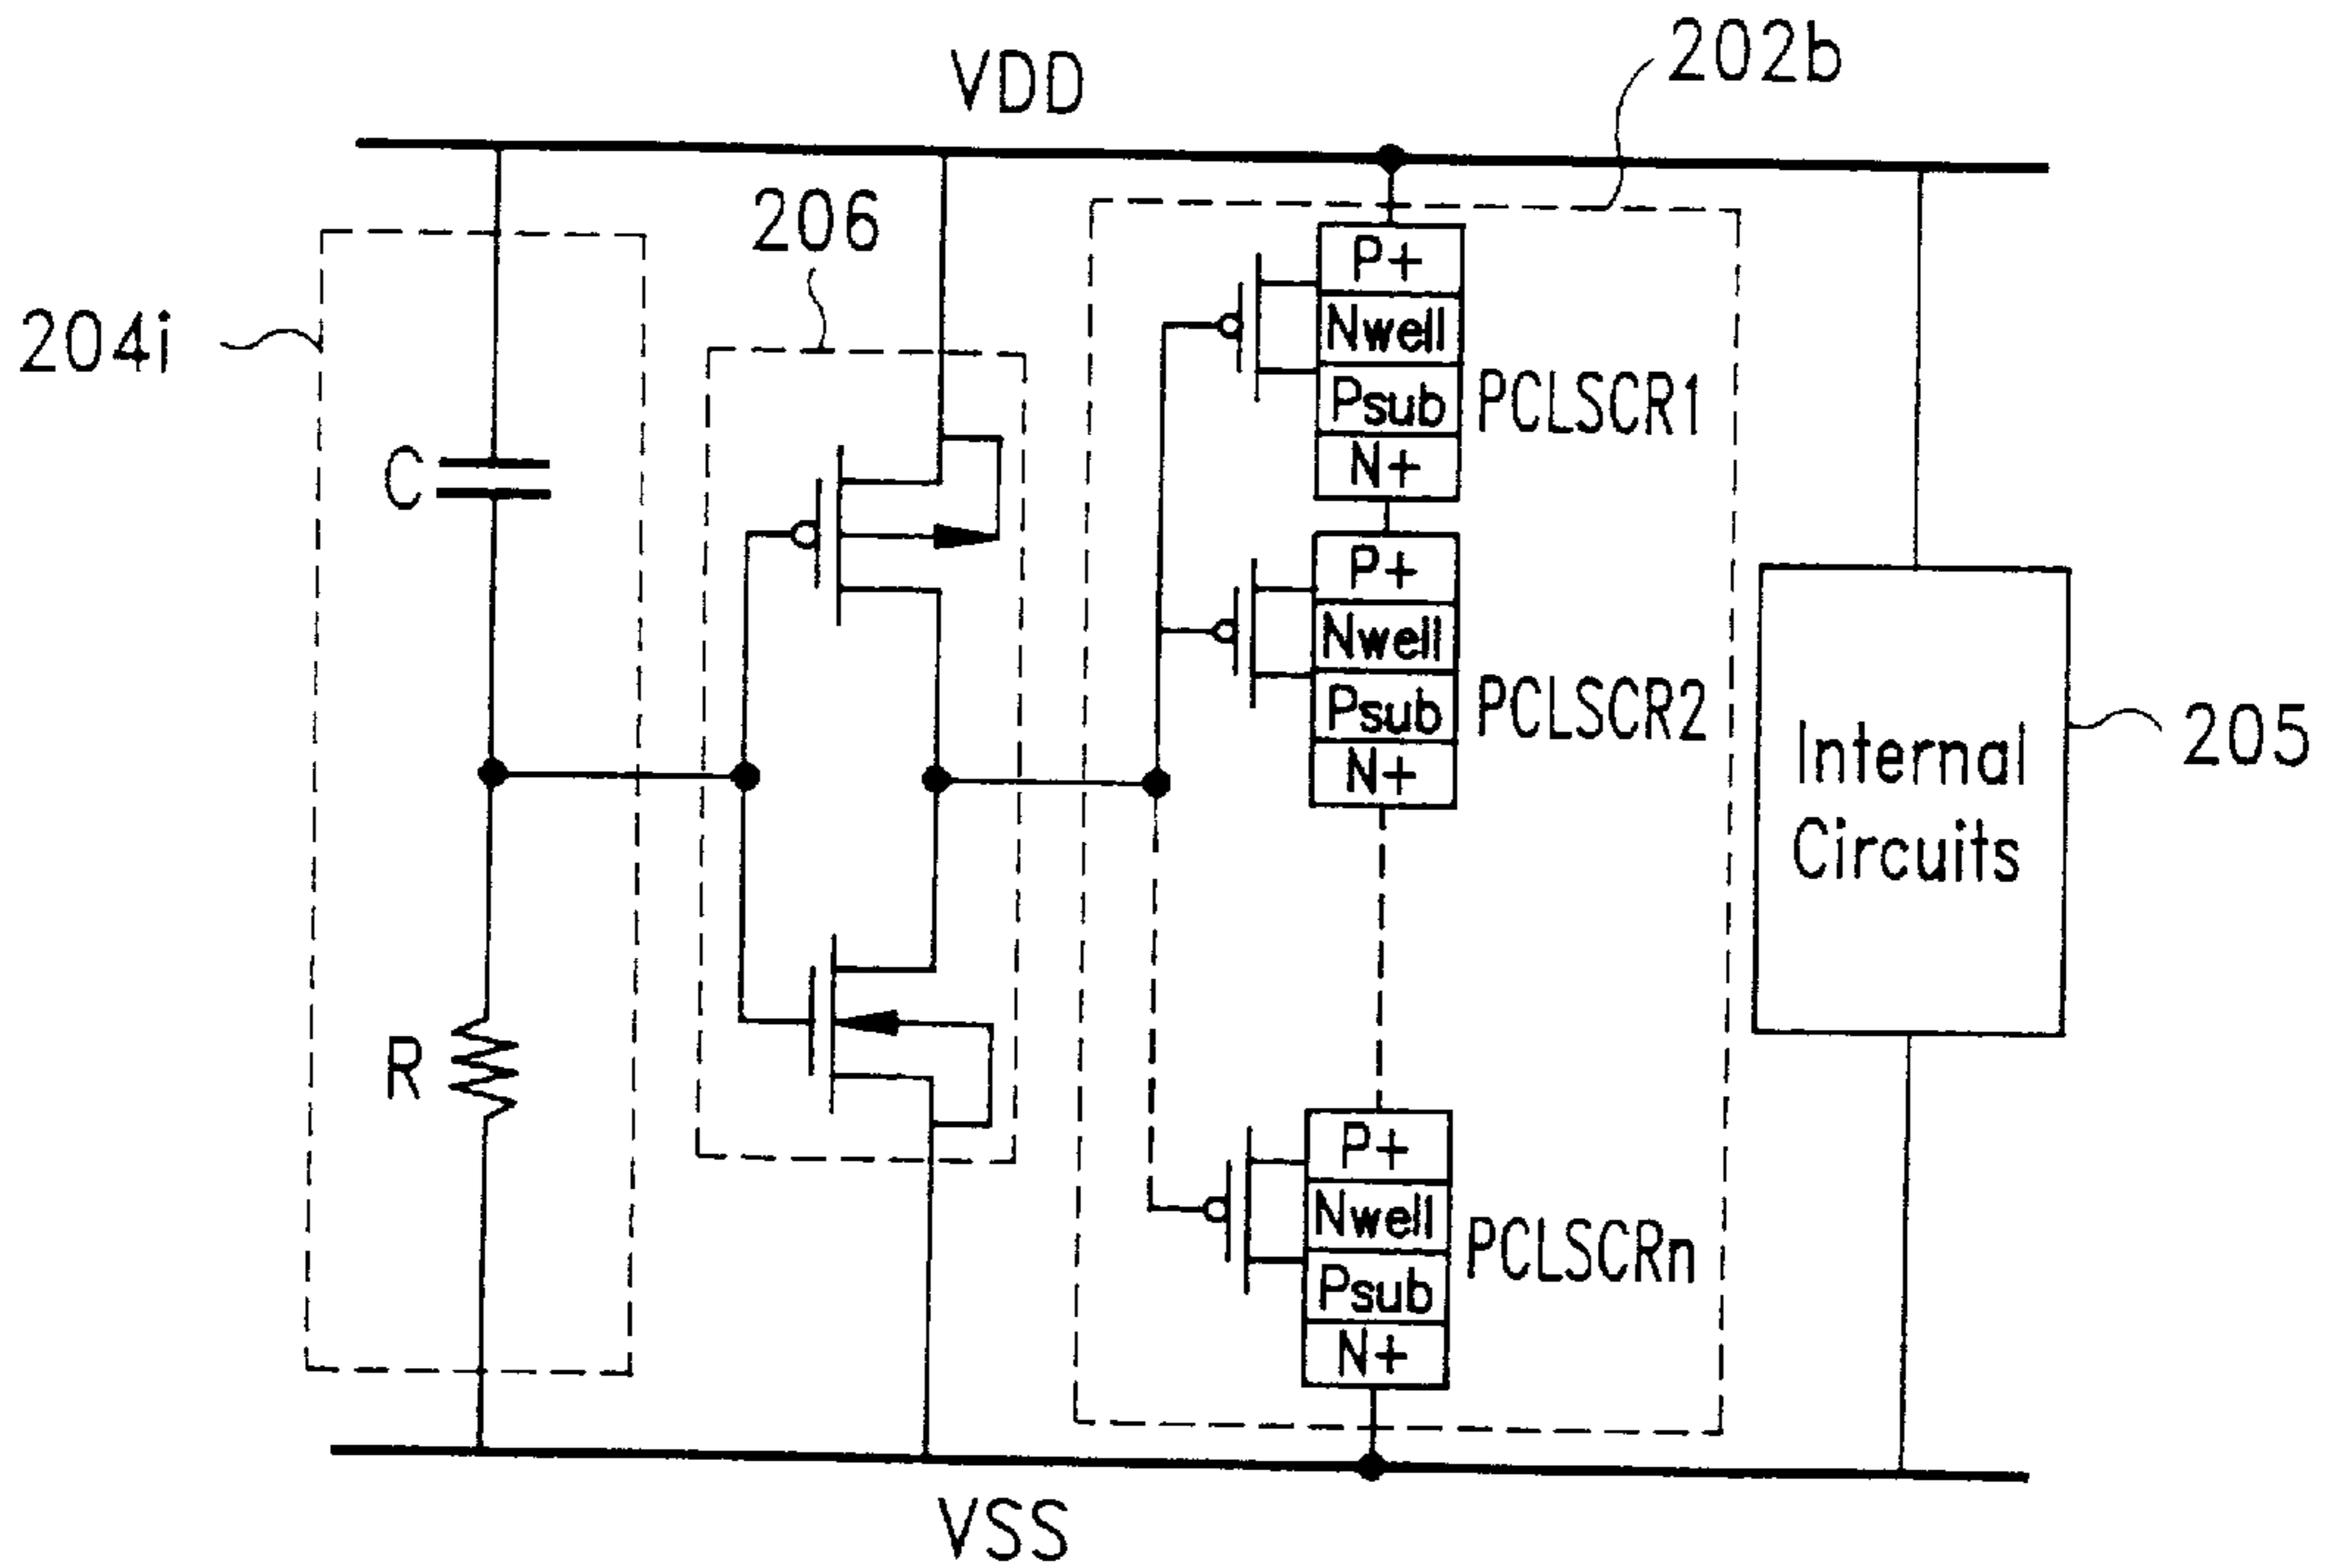 202b
VDD
206
204i
P+
Nwell
Psub
N+
PCLSCR1
C
P+
Nwell
Psub
N+
PCLSCR2
Internal
Circuits
205
R
P+
Nwell
Psub
N+
PCLSCRn
VSS